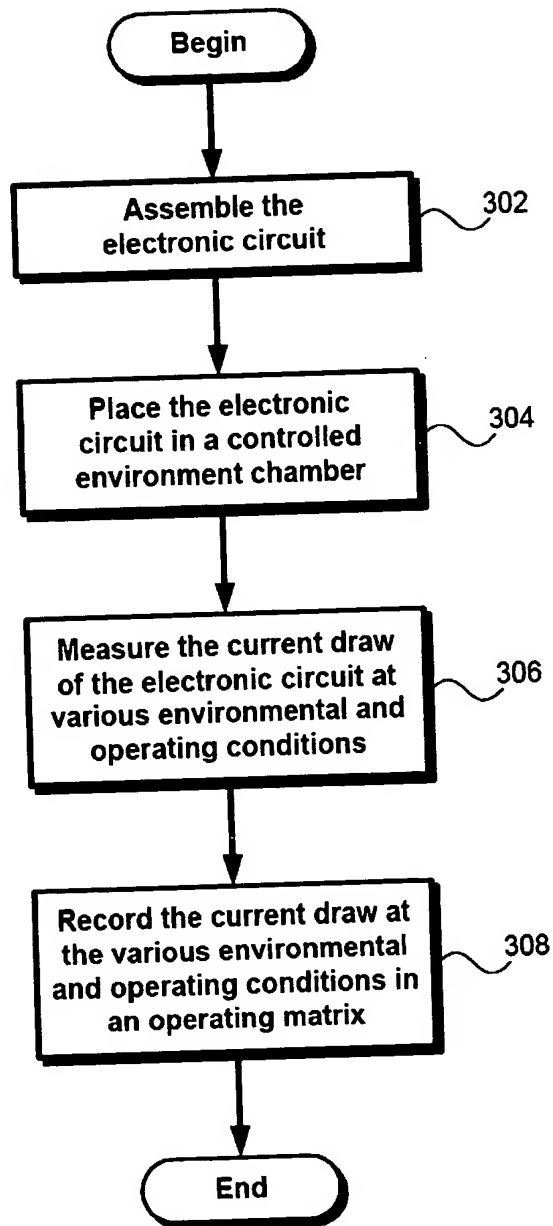 Begin
Assemble the
electronic circuit
302
Place the electronic
circuit in a controlled
environment chamber
304
Measure the current draw
of the electronic circuit at
various environmental and
operating conditions
306
Record the current draw at
the various environmental
and operating conditions in
an operating matrix
308
End